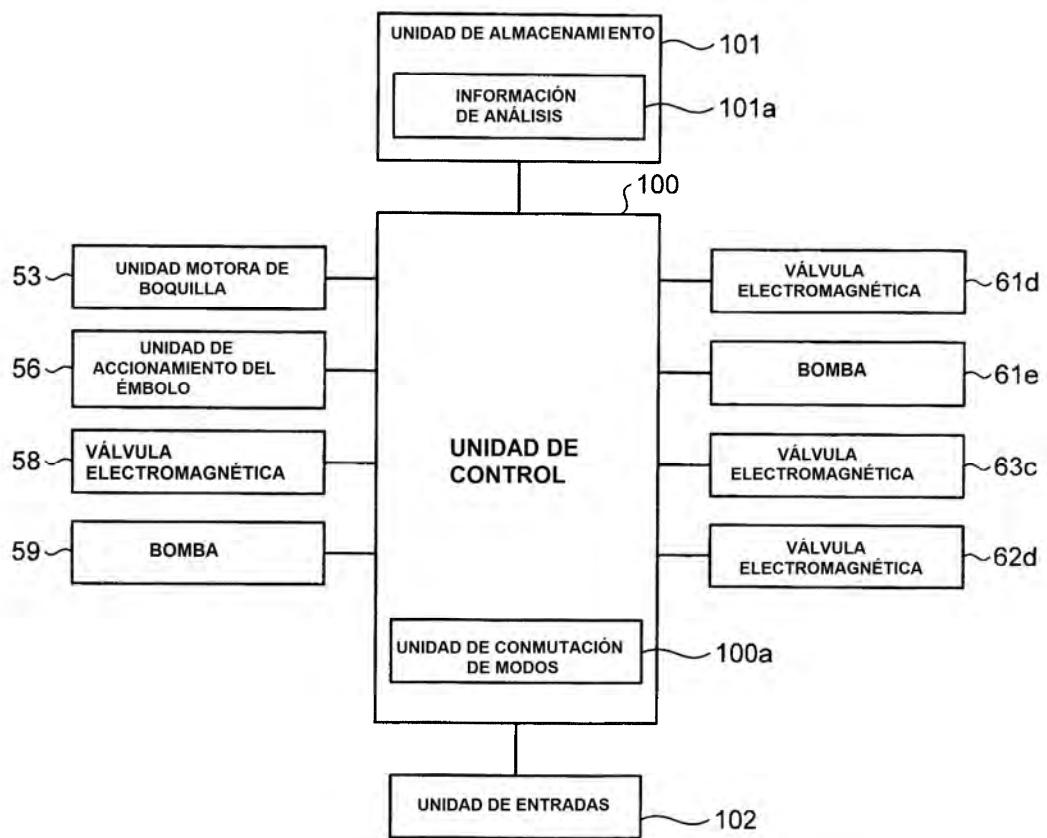 UNIDAD DE ALMACENAMIENTO
101
INFORMACIÓN
DE ANÁLISIS
101a
100
53
UNIDAD MOTORA DE
BOQUILLA
56
UNIDAD DE
ACCIONAMIENTO DEL
ÉMBOLO
58
VÁLVULA
ELECTROMAGNÉTICA
59
BOMBA
UNIDAD DE
CONTROL
VÁLVULA
ELECTROMAGNÉTICA
61d
BOMBA
61e
VÁLVULA
ELECTROMAGNÉTICA
63c
VÁLVULA
ELECTROMAGNÉTICA
62d
UNIDAD DE CONMUTACIÓN
DE MODOS
100a
UNIDAD DE ENTRADAS
102